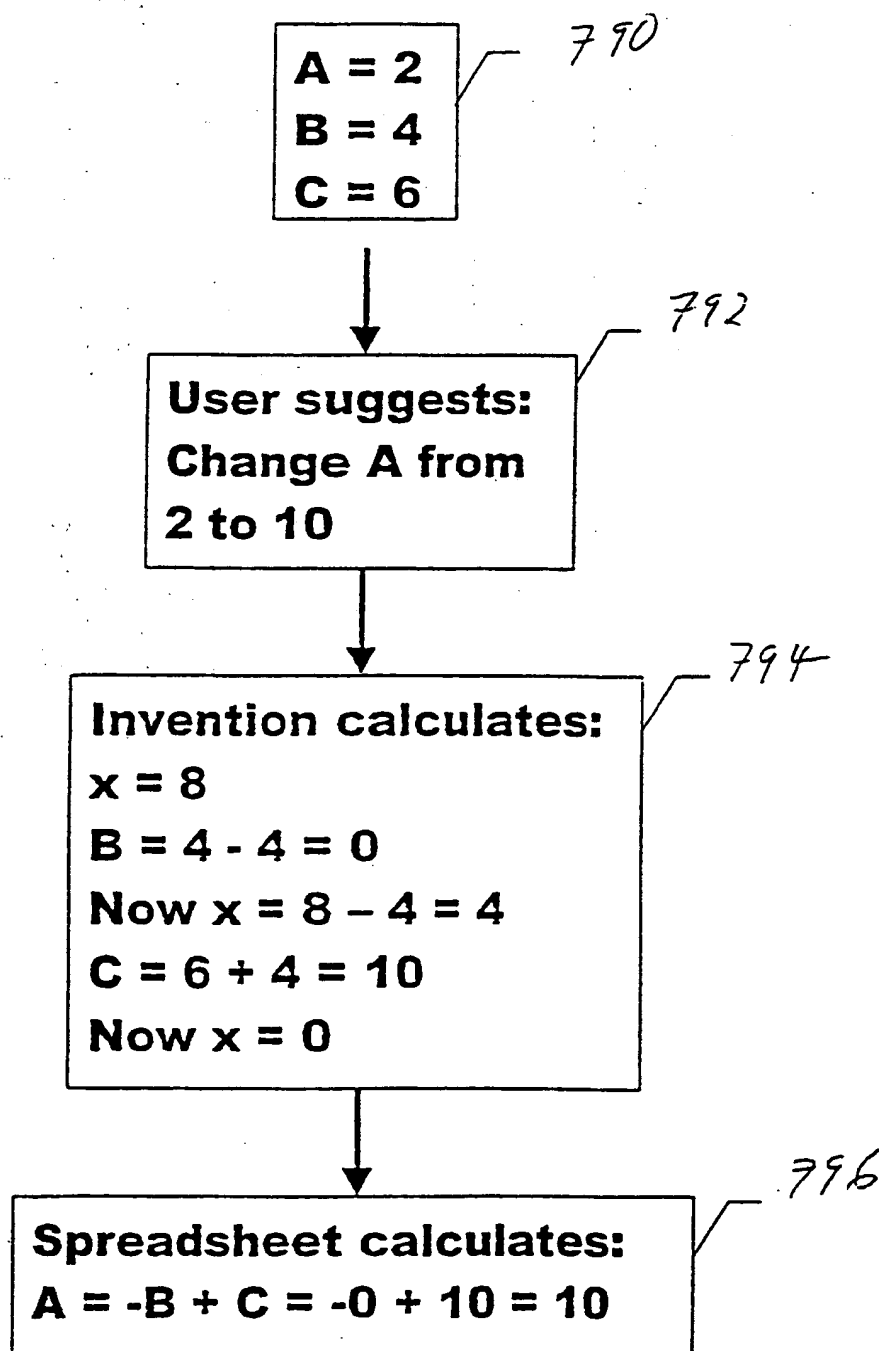 790
A = 2
B = 4
C = 6
792
User suggests:
Change A from
2 to 10
794
Invention calculates:
x = 8
B = 4 - 4 = 0
Now x = 8 – 4 = 4
C = 6 + 4 = 10
Now x = 0
796
Spreadsheet calculates:
A = -B + C = -0 + 10 = 10